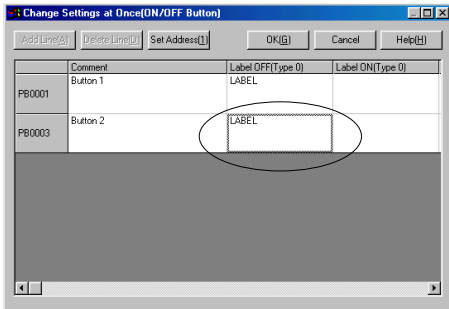 Change Settings at Once(ON/OFF Button)
Add Line(A) Delete Line(D) Set Address(1) OK(G) Cancel Help(H)
Comment Label OFF(Type 0) Label ON(Type 0)
PB0001 Button 1 LABEL
PB0003 Button 2 LABEL